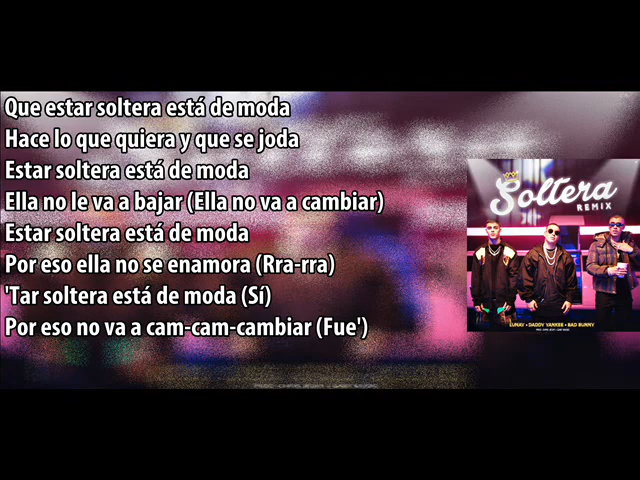 Que estar soltera está de moda
Hace lo que quiera y que se joda
Estar soltera está de moda
Ella no le va a bajar (Ella no va a cambiar)
Estar soltera está de moda
Por eso ella no se enamora (Rra-rra)
'Tar soltera está de moda (Sí)
Por eso no va a cam-cam-cambiar (Fue')
Soltera
REMIX
LUNAY • DADDY YANKEE • BAD BUNNY